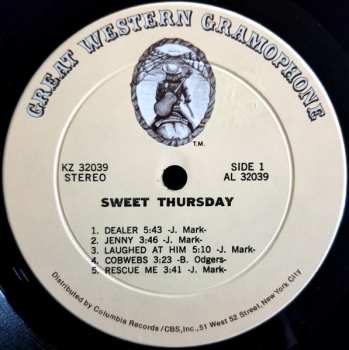 GREAT WESTERN GRAMOPHONE
T.M.
KZ 32039
STEREO
SIDE 1
AL 32039
SWEET THURSDAY
1. DEALER 5:43 -J. Mark-
2. JENNY 3:46 -J. Mark-
3. LAUGHED AT HIM 5:10 -J. Mark-
4. COBWEBS 3:23 -B. Odgers-
5. RESCUE ME 3:41 -J. Mark-
Distributed by Columbia Records/CBS, Inc., 51 West 52 Street, New York City